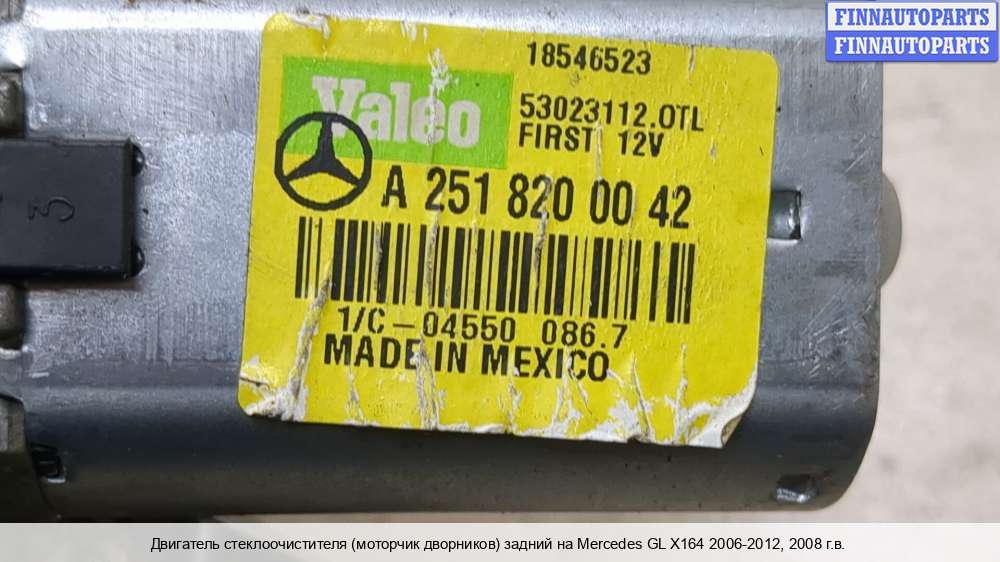 FINNAUTOPARTS
FINNAUTOPARTS
18546523
Valeo
53023112.OTL
FIRST 12V
A 251 820 00 42
1/C-04550 086.7
MADE IN MEXICO
3
Двигатель стеклоочистителя (моторчик дворников) задний на Mercedes GL X164 2006-2012, 2008 г.в.